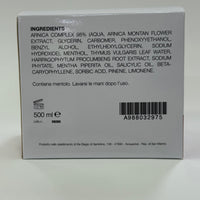 INGREDIENTS
ARNICA COMPLEX 98% (AQUA, ARNICA MONTAN FLOWER
EXTRACT, GLYCERIN, CARBOMER, PHENOXYETHANOL,
BENZYL ALCOHOL, ETHYLHEXYLGLYCERIN, SODIUM
HYDROXIDE), MENTHOL, THYMUS VULGARIS LEAF WATER,
HARPAGOPHYTUM PROCUMBENS ROOT EXTRACT, SODIUM
PHYTATE, MENTHA PIPERITA OIL, SALICYLIC OIL, BETA-
CARYOPHYLLENE, SORBIC ACID, PINENE, LIMONENE.
Contiene mentolo. Lavarsi le mani dopo l'uso.
500 ml ℮
A988032975